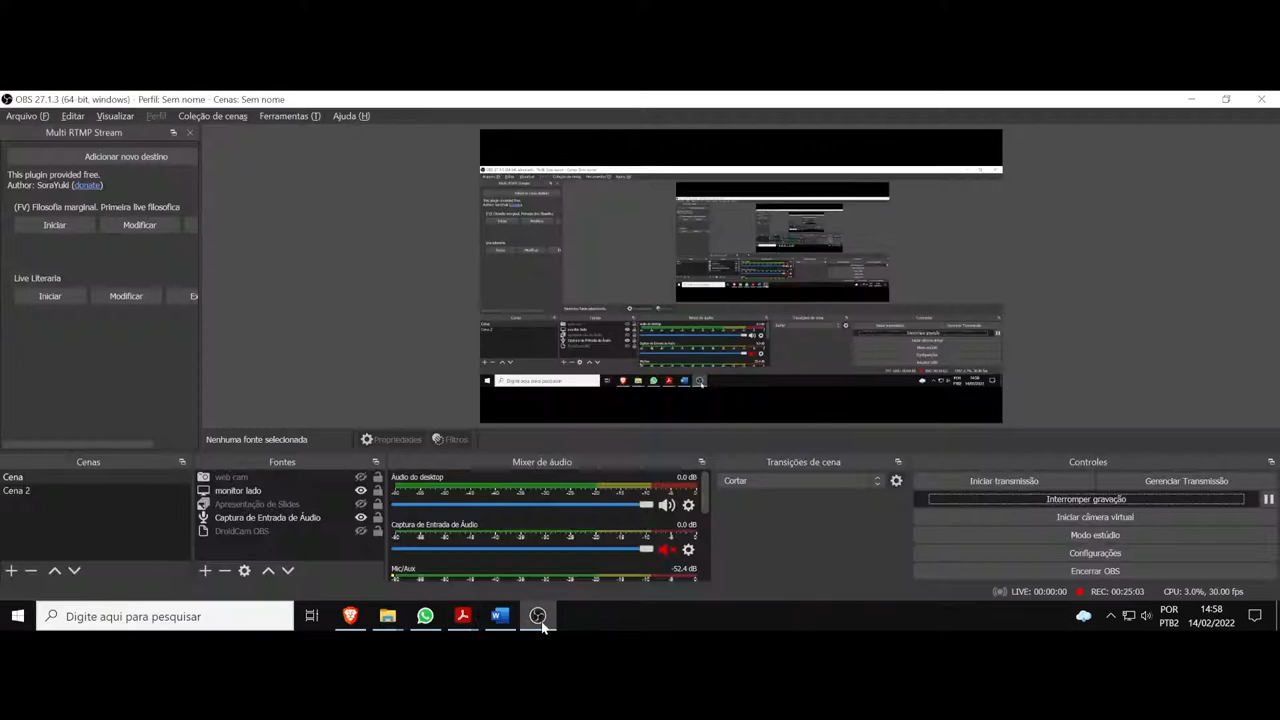 OBS 27.1.3 (64-bit, windows) - Perfil: Sem nome - Cenas: Sem nome
Arquivo (F) Editar Visualizar Perfil Coleção de cenas Ferramentas (T) Ajuda (H)
Multi RTMP Stream
Adicionar novo destino
This plugin provided free.
Author: SoraYuki (donate)
(FV) Filosofia marginal. Primeira live filosofica
Iniciar Modificar
Live Literaria
Iniciar Modificar Ex
Nenhuma fonte selecionada Propriedades Filtros
Cenas
Cena
Cena 2
Fontes
web cam
monitor lado
Apresentação de Slides
Captura de Entrada de Áudio
DroidCam OBS
Mixer de áudio
Áudio do desktop 0.0 dB
Captura de Entrada de Áudio 0.0 dB
Mic/Aux -52.4 dB
Transições de cena
Cortar
Controles
Iniciar transmissão Gerenciar Transmissão
Interromper gravação
Iniciar câmera virtual
Modo estúdio
Configurações
Encerrar OBS
LIVE: 00:00:00 REC: 00:25:03 CPU: 3.0%, 30.00 fps
Digite aqui para pesquisar
POR 14:58
PTB2 14/02/2022